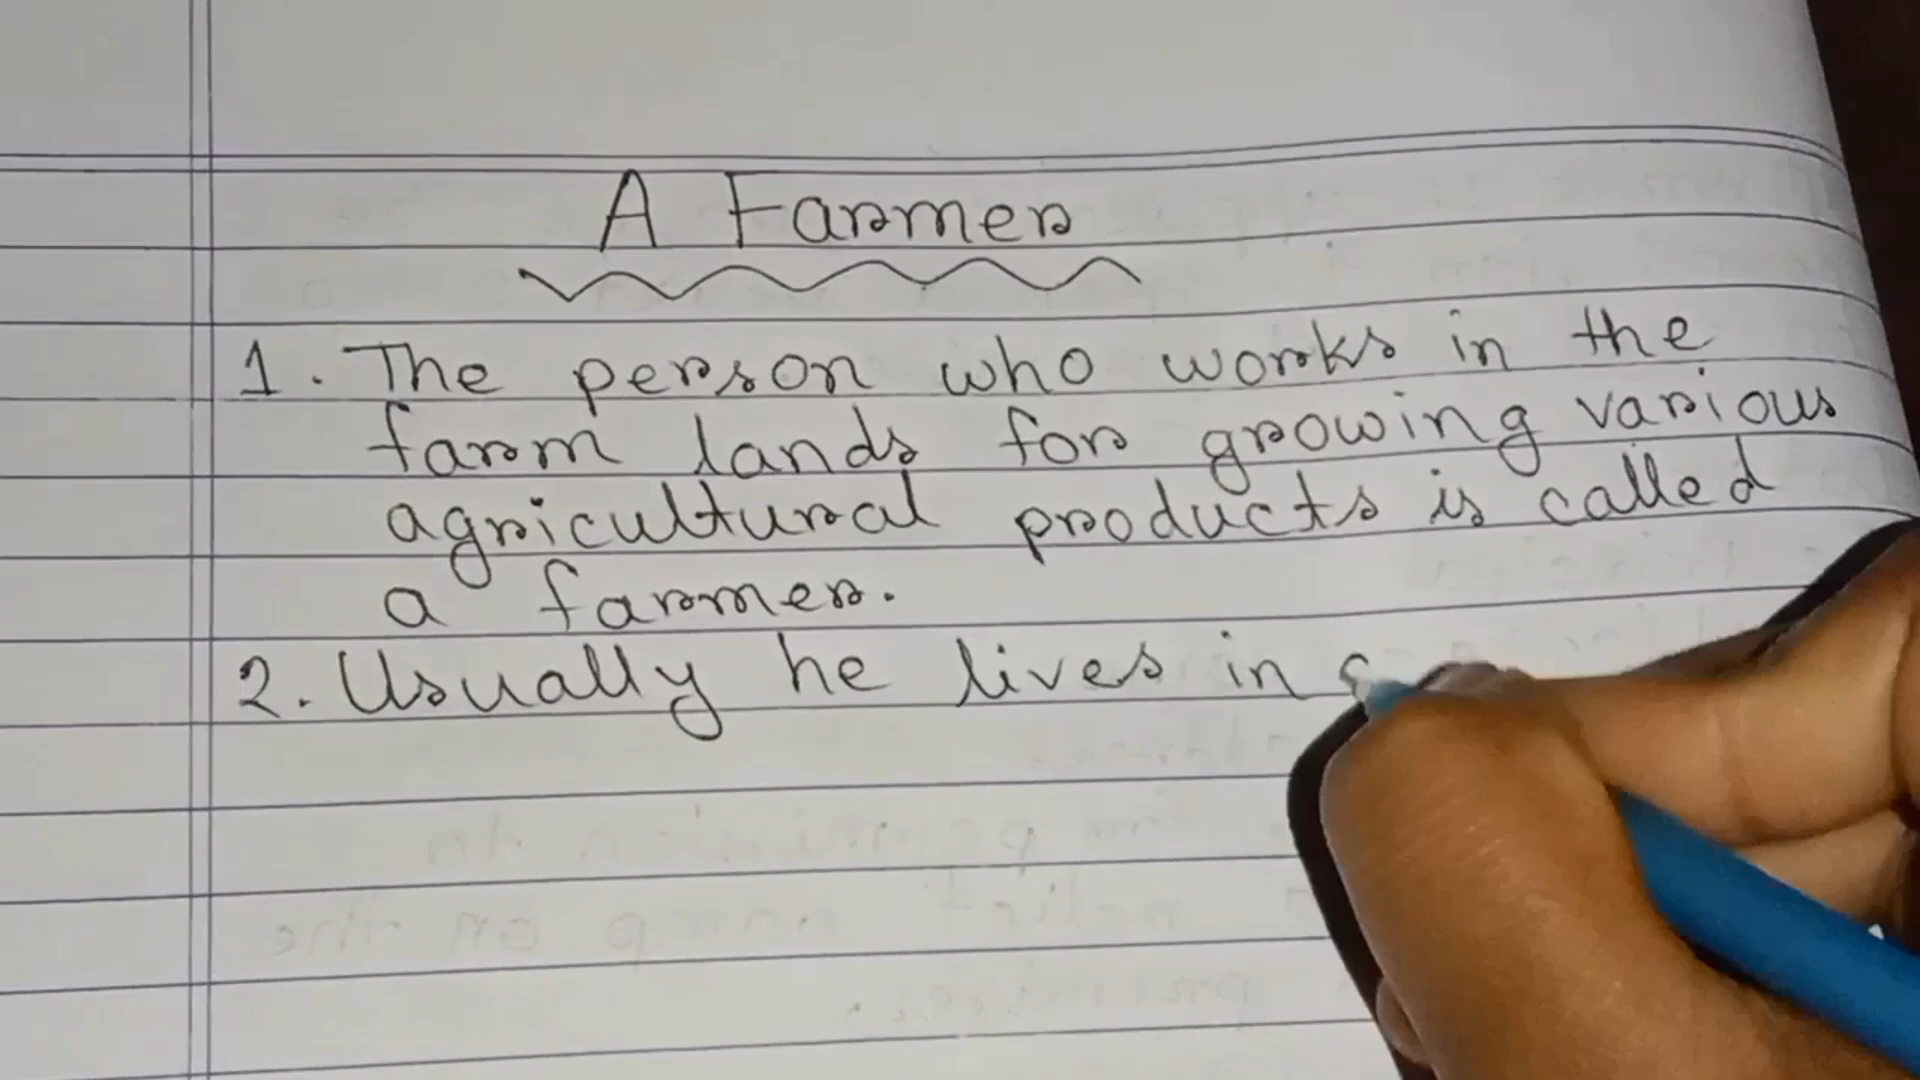 A Farmer
1. The person who works in the
farm lands for growing various
agricultural products is called
a farmer.
2. Usually he lives in